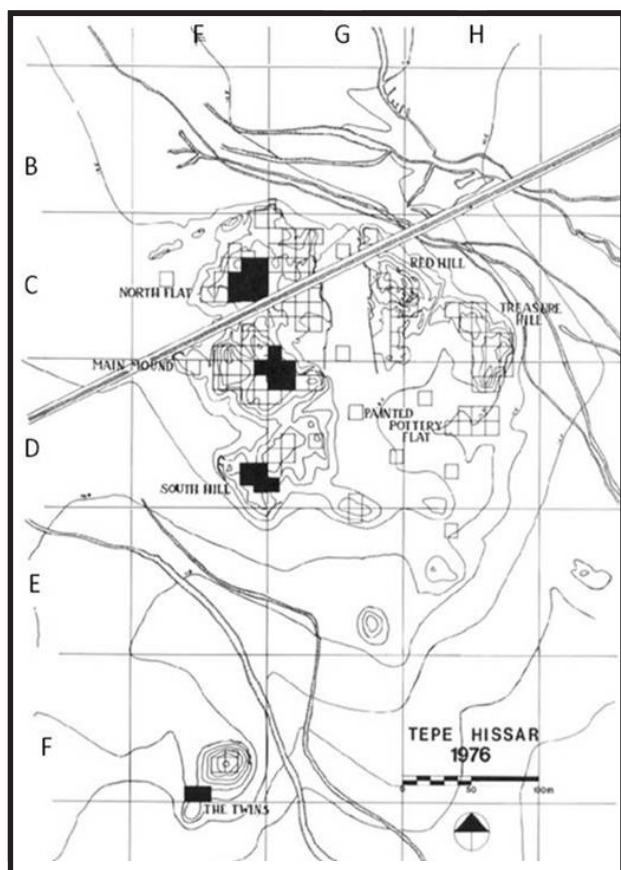 F
G
H
B
C
RED HILL
NORTH FLAT
TREASURE
HILL
MAIN MOUND
PAINTED
POTTERY
FLAT
D
SOUTH HILL
E
F
TEPE HISSAR
1976
0
50
100m
THE TWINS